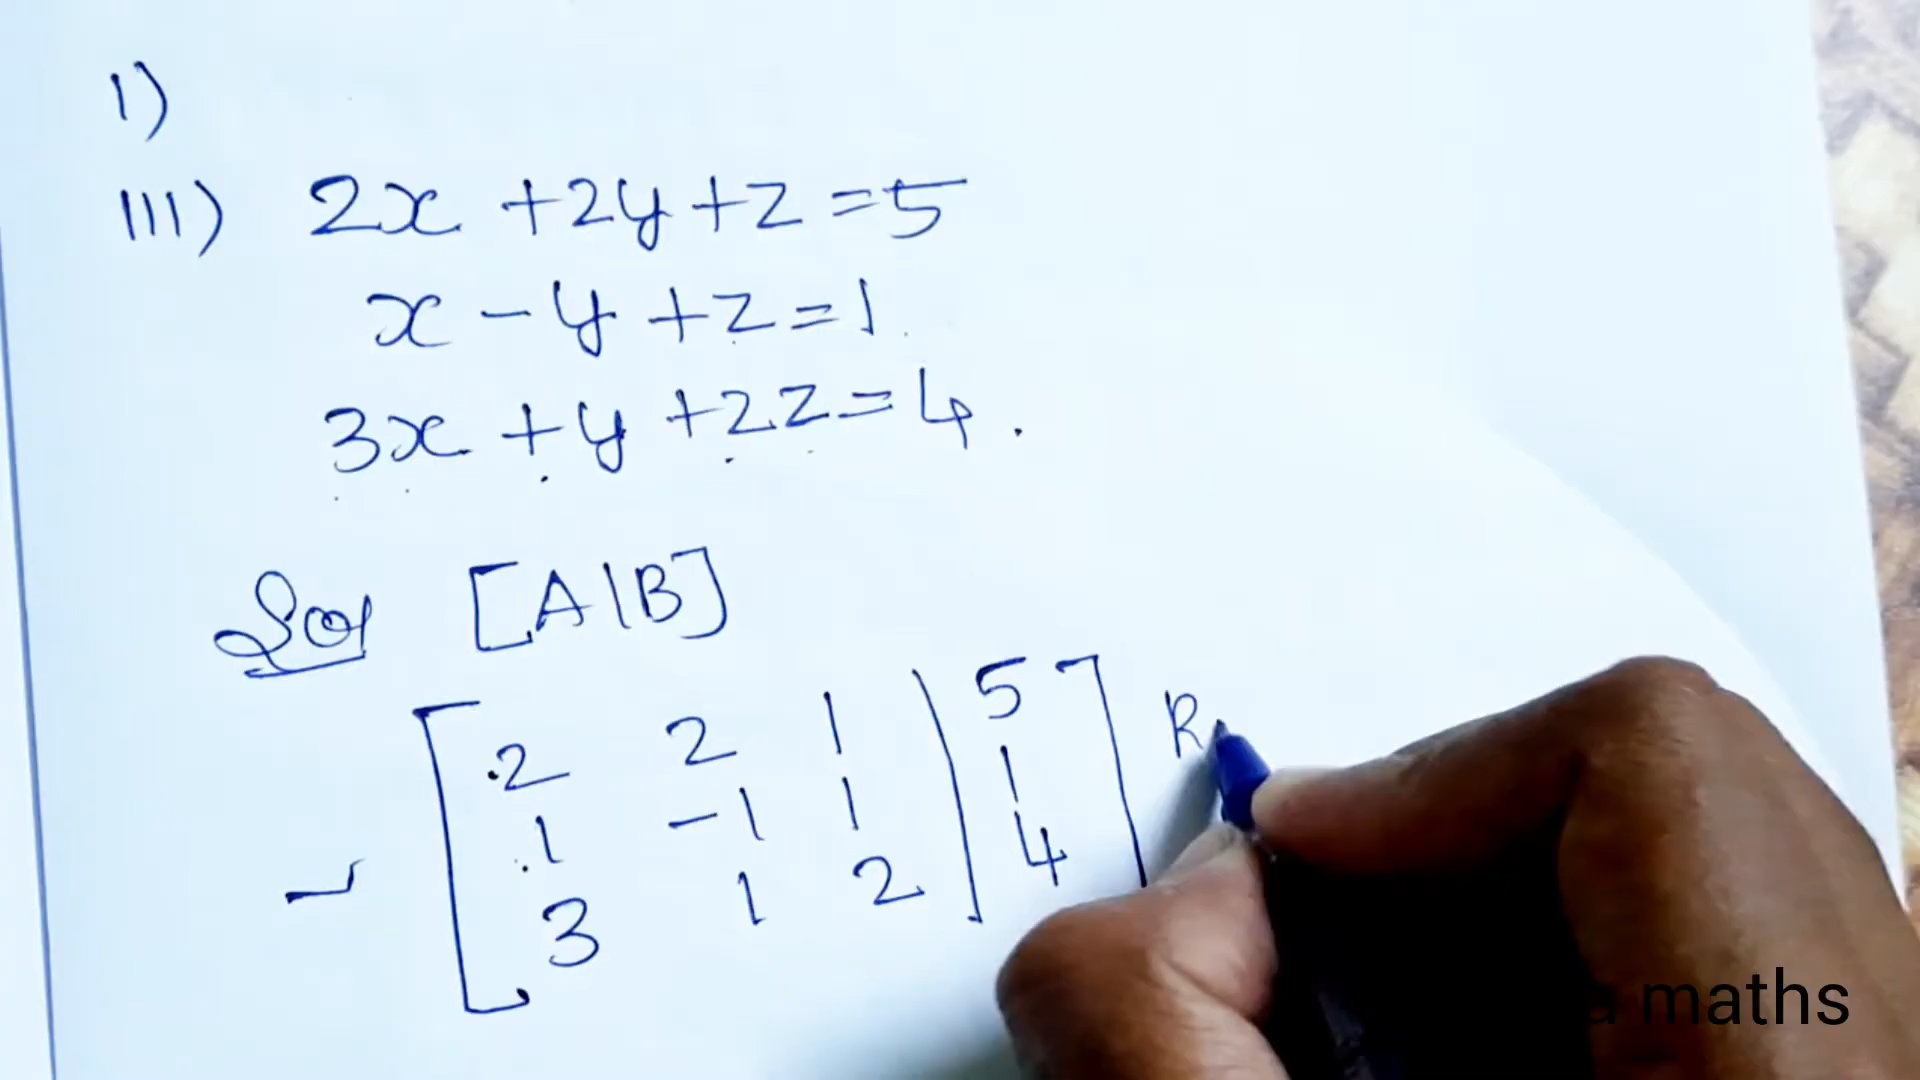 I)
III) 2x + 2y + z = 5
x - y + z = 1
3x + y + 2z = 4.
Sol [A|B]
2 2 1 | 5 R
1 -1 1 | 1
3 1 2 | 4
maths